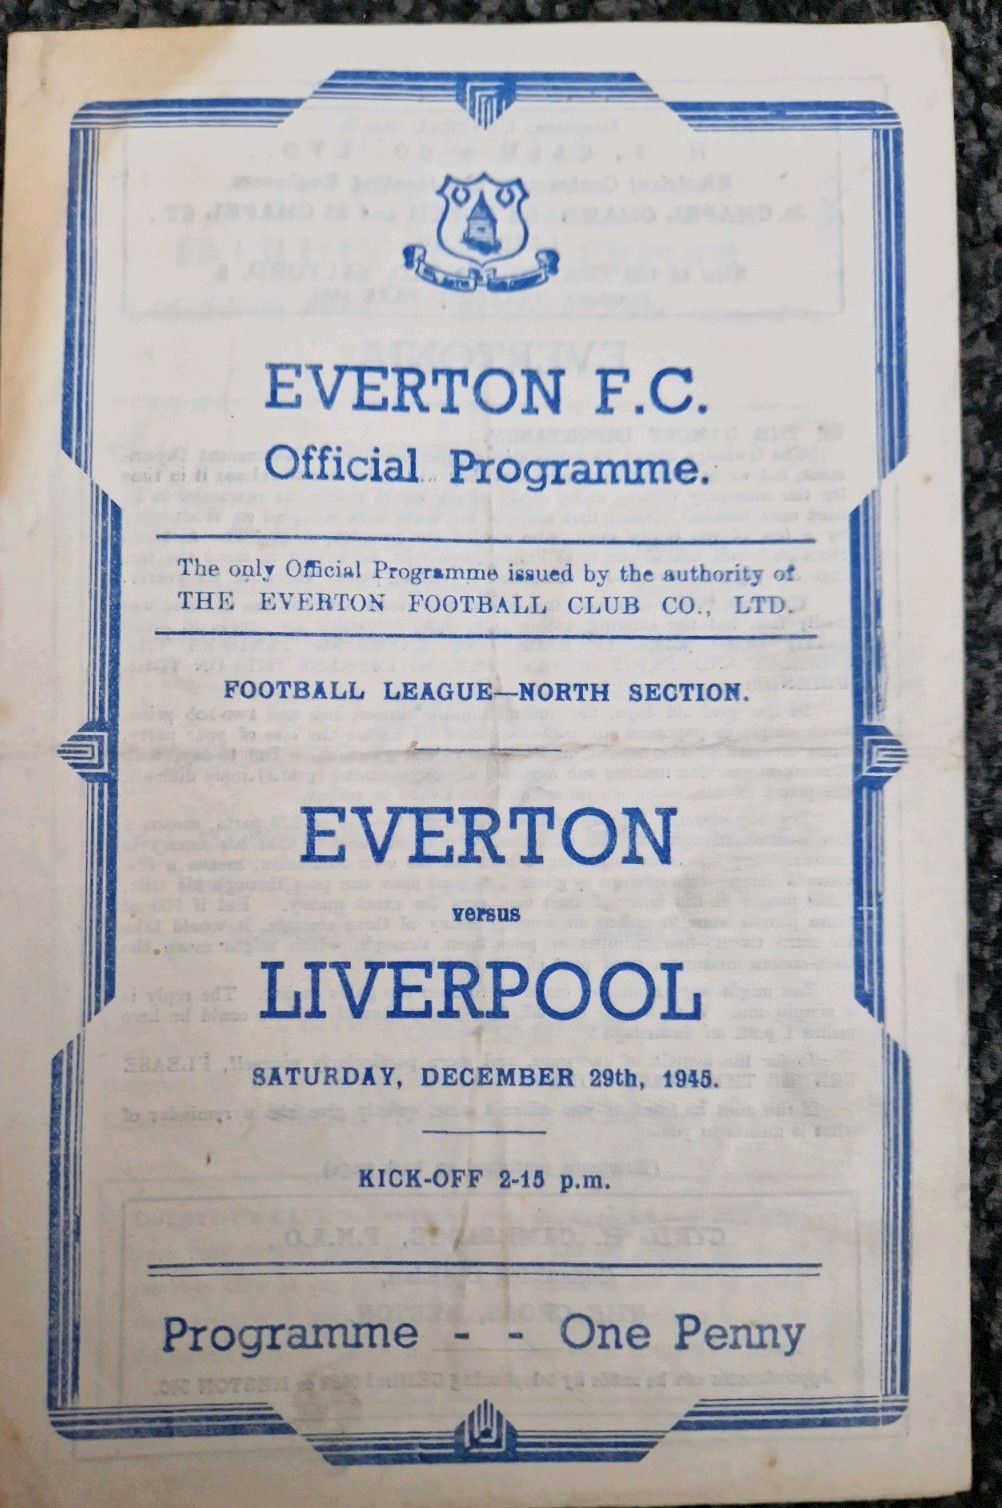 EVERTON F.C.
Official Programme.
The only Official Programme issued by the authority of
THE EVERTON FOOTBALL CLUB CO., LTD.
FOOTBALL LEAGUE—NORTH SECTION.
EVERTON
versus
LIVERPOOL
SATURDAY, DECEMBER 29th, 1945.
KICK-OFF 2-15 p.m.
Programme - - One Penny